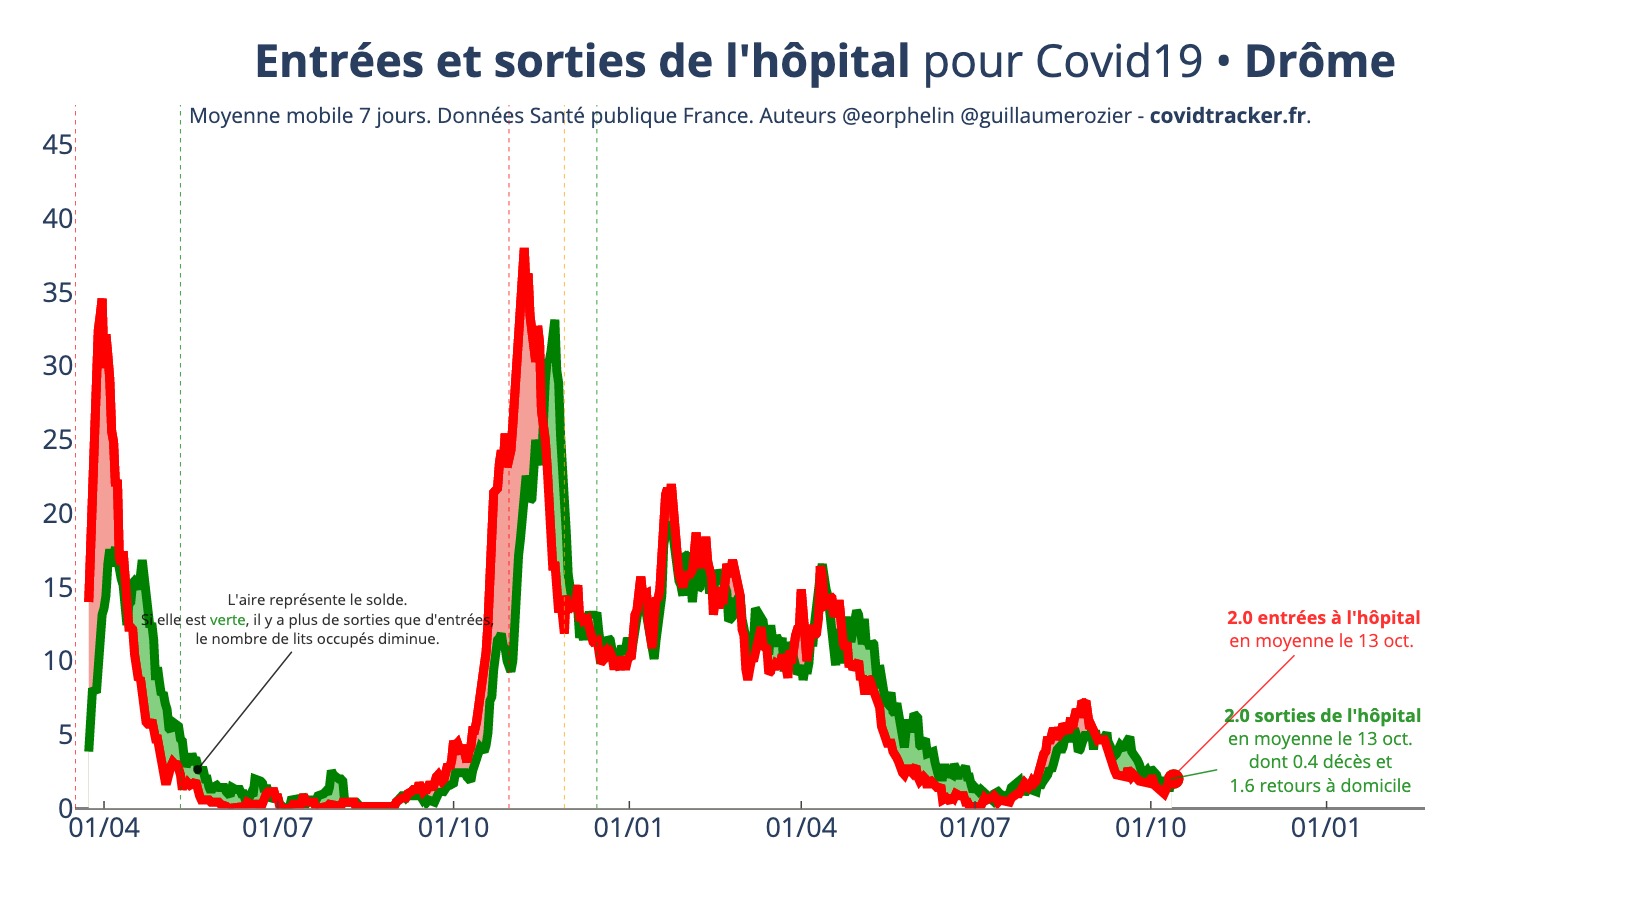 Entrées et sorties de l'hôpital pour Covid19 • Drôme
Moyenne mobile 7 jours. Données Santé publique France. Auteurs @eorphelin @guillaumerozier - covidtracker.fr.
45
40
35
30
25
20
15
10
5
0
L'aire représente le solde.
Si elle est verte, il y a plus de sorties que d'entrées,
le nombre de lits occupés diminue.
2.0 entrées à l'hôpital
en moyenne le 13 oct.
2.0 sorties de l'hôpital
en moyenne le 13 oct.
dont 0.4 décès et
1.6 retours à domicile
01/04 01/07 01/10 01/01 01/04 01/07 01/10 01/01